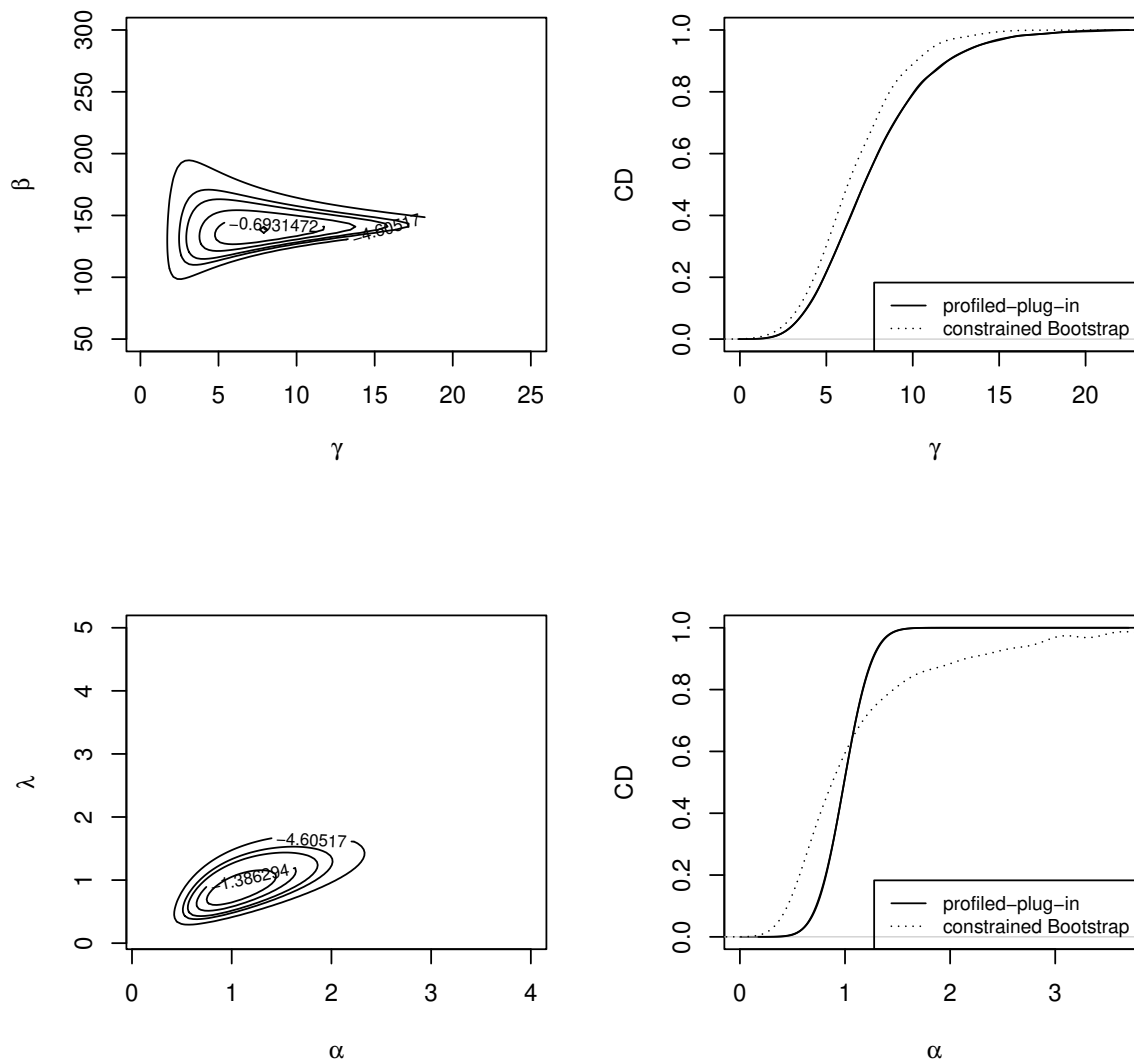 300
250
200
150
100
50
β
−0.6931472
−4.60517
0 5 10 15 20 25
γ
1.0
0.8
0.6
0.4
0.2
0.0
CD
profiled−plug−in
constrained Bootstrap
0 5 10 15 20
γ
5
4
3
2
1
0
λ
−4.60517
−1.386294
0 1 2 3 4
α
1.0
0.8
0.6
0.4
0.2
0.0
CD
profiled−plug−in
constrained Bootstrap
0 1 2 3
α